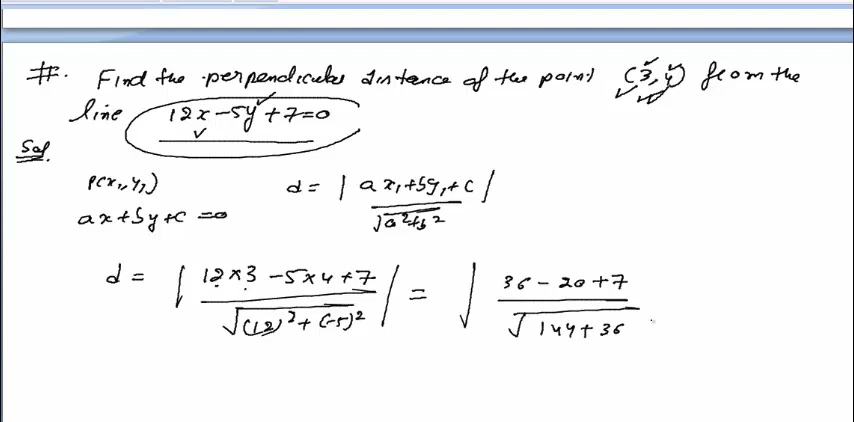 #. Find the perpendicular distance of the point (3,4) from the
line 12x-5y+7=0
Sol.
P(x₁,y₁) d = | ax₁+by₁+c / √a²+b² |
ax+by+c=0
d = | 12×3-5×4+7 / √(12)²+(-5)² | = | 36-20+7 / √144+36